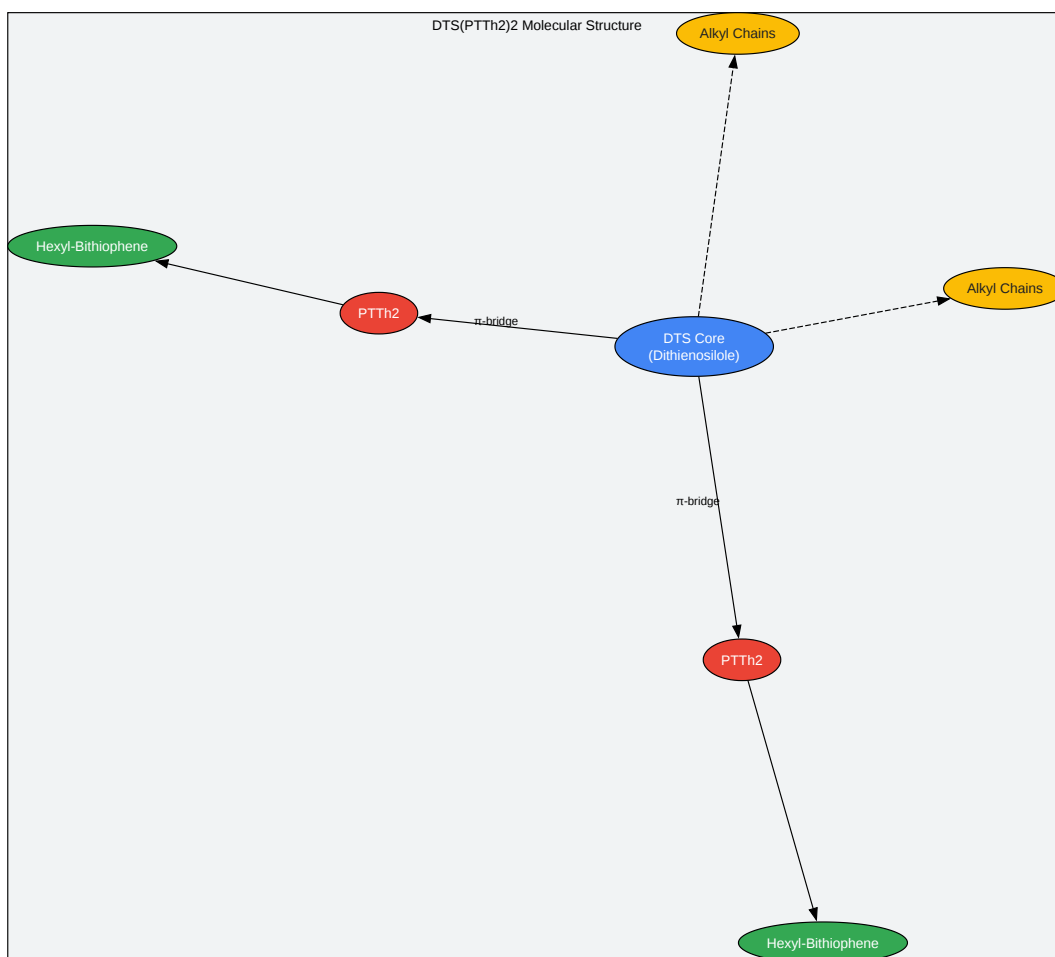 DTS(PTTh2)2 Molecular Structure
Alkyl Chains
Hexyl-Bithiophene
Alkyl Chains
PTTh2
π-bridge
DTS Core
(Dithienosilole)
π-bridge
PTTh2
Hexyl-Bithiophene